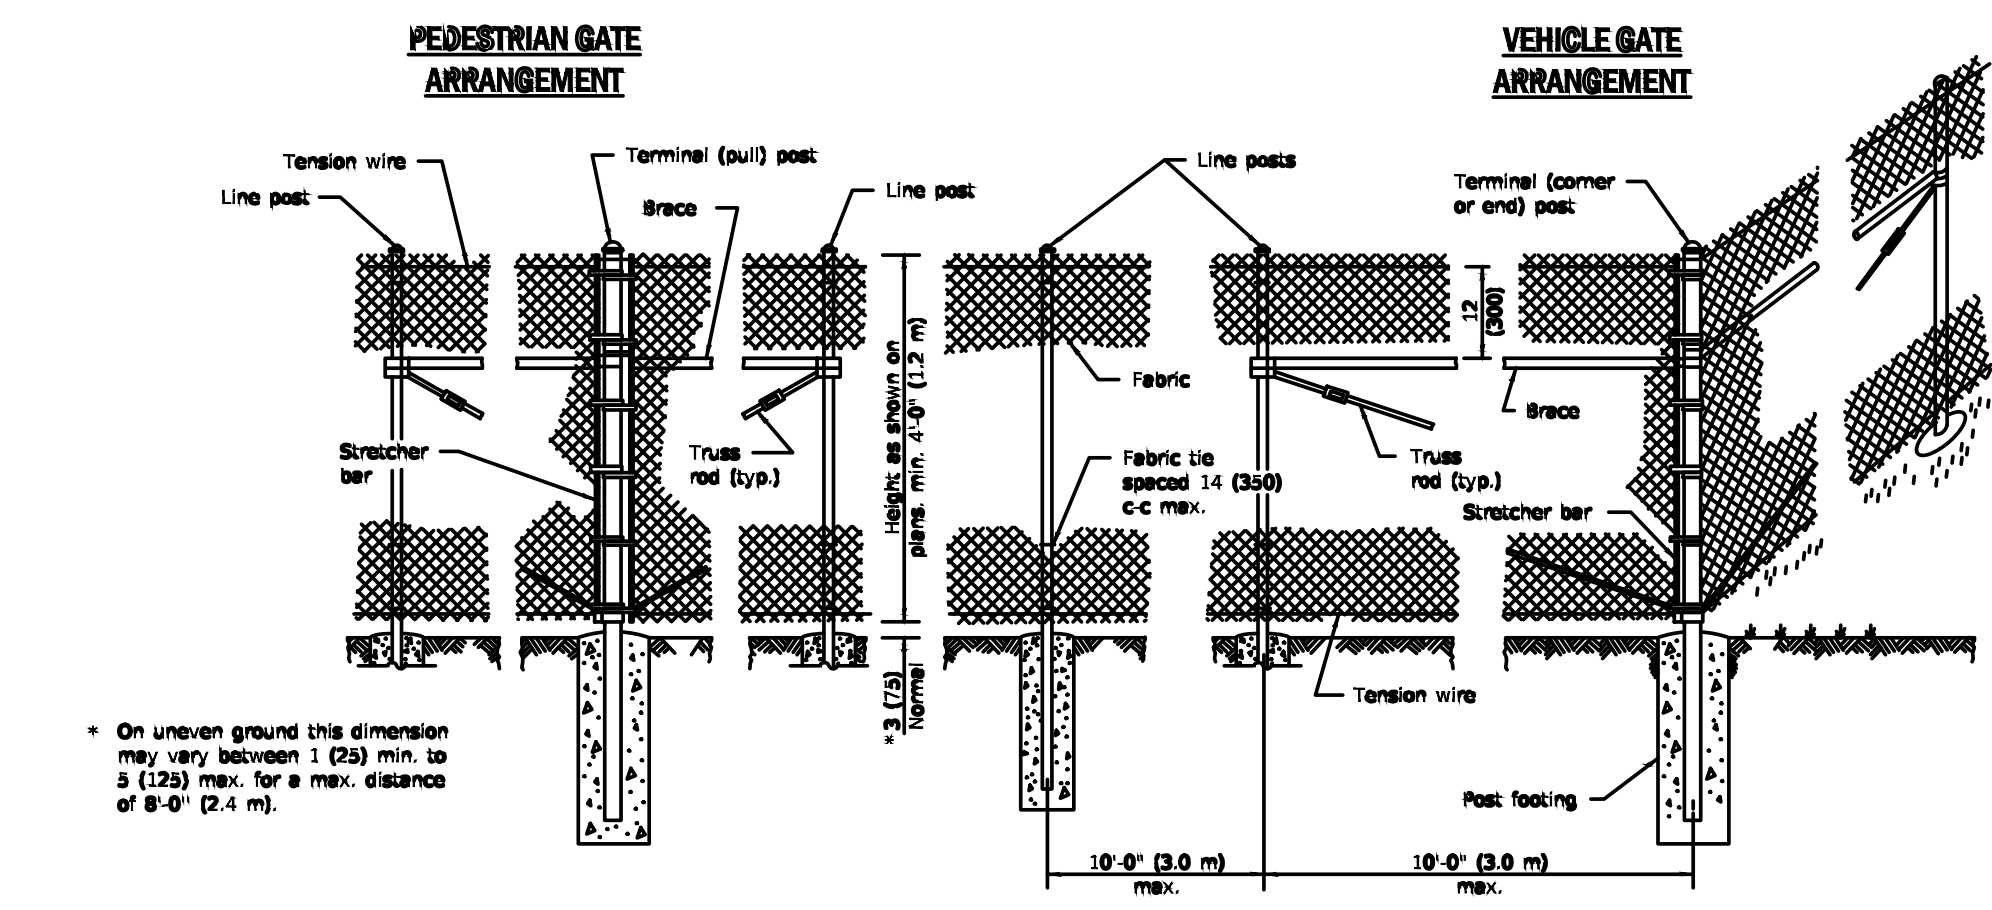 PEDESTRIAN GATE
ARRANGEMENT
VEHICLE GATE
ARRANGEMENT
Tension wire
Line post
Terminal (pull) post
Brace
Line post
Line posts
Terminal (corner
or end) post
12
(300)
Height as shown on
plans. min. 4'-0" (1.2 m)
Fabric
Brace
Stretcher
bar
Truss
rod (typ.)
Fabric tie
spaced 14 (350)
c-c max.
Truss
rod (typ.)
Stretcher bar
*3 (75)
Normal
Tension wire
* On uneven ground this dimension
may vary between 1 (25) min. to
5 (125) max. for a max. distance
of 8'-0" (2.4 m).
Post footing
10'-0" (3.0 m)
max.
10'-0" (3.0 m)
max.